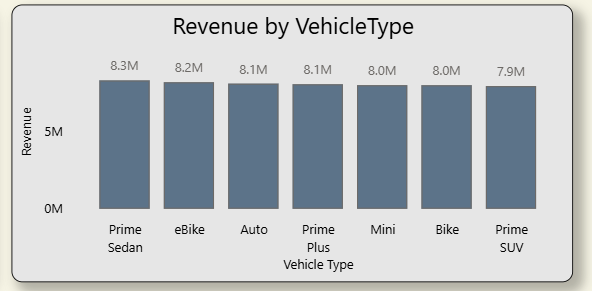 Revenue by VehicleType
8.3M 8.2M 8.1M 8.1M 8.0M 8.0M 7.9M
Revenue
5M
0M
Prime Sedan eBike Auto Prime Plus Mini Bike Prime SUV
Vehicle Type